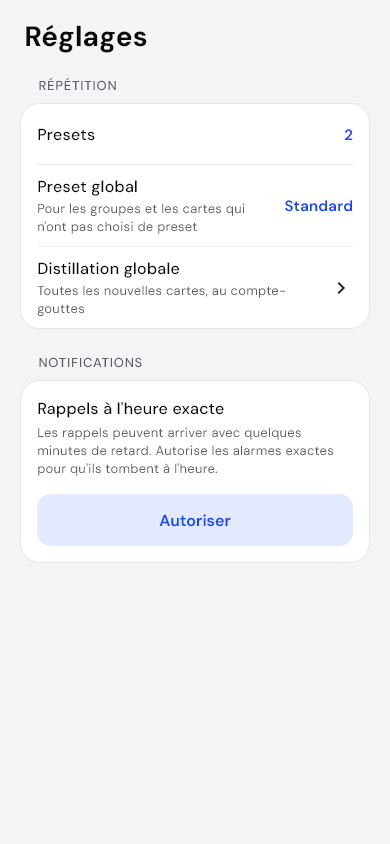 Réglages
RÉPÉTITION
Presets
2
Preset global
Pour les groupes et les cartes qui
n'ont pas choisi de preset
Standard
Distillation globale
Toutes les nouvelles cartes, au compte-
gouttes
NOTIFICATIONS
Rappels à l'heure exacte
Les rappels peuvent arriver avec quelques
minutes de retard. Autorise les alarmes exactes
pour qu'ils tombent à l'heure.
Autoriser